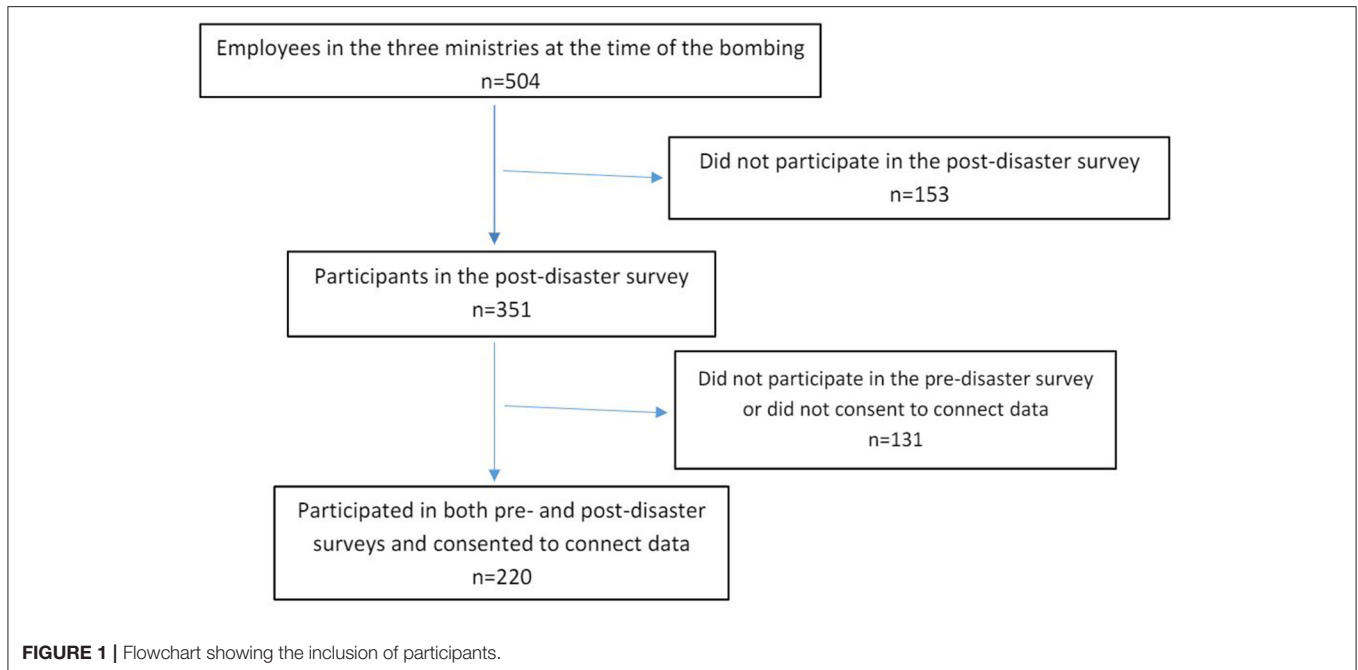 Employees in the three ministries at the time of the bombing
n=504
Did not participate in the post-disaster survey
n=153
Participants in the post-disaster survey
n=351
Did not participate in the pre-disaster survey
or did not consent to connect data
n=131
Participated in both pre- and post-disaster
surveys and consented to connect data
n=220
FIGURE 1 | Flowchart showing the inclusion of participants.